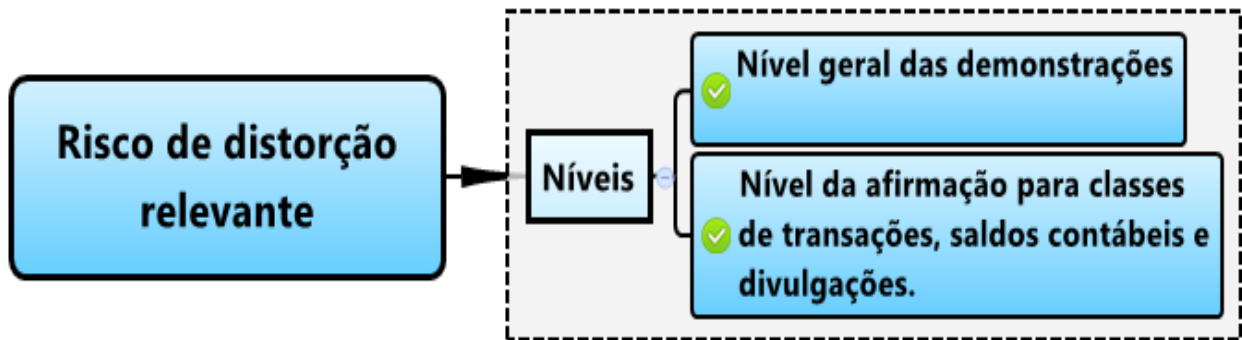 Risco de distorção
relevante
Níveis
Nível geral das demonstrações
Nível da afirmação para classes
de transações, saldos contábeis e
divulgações.